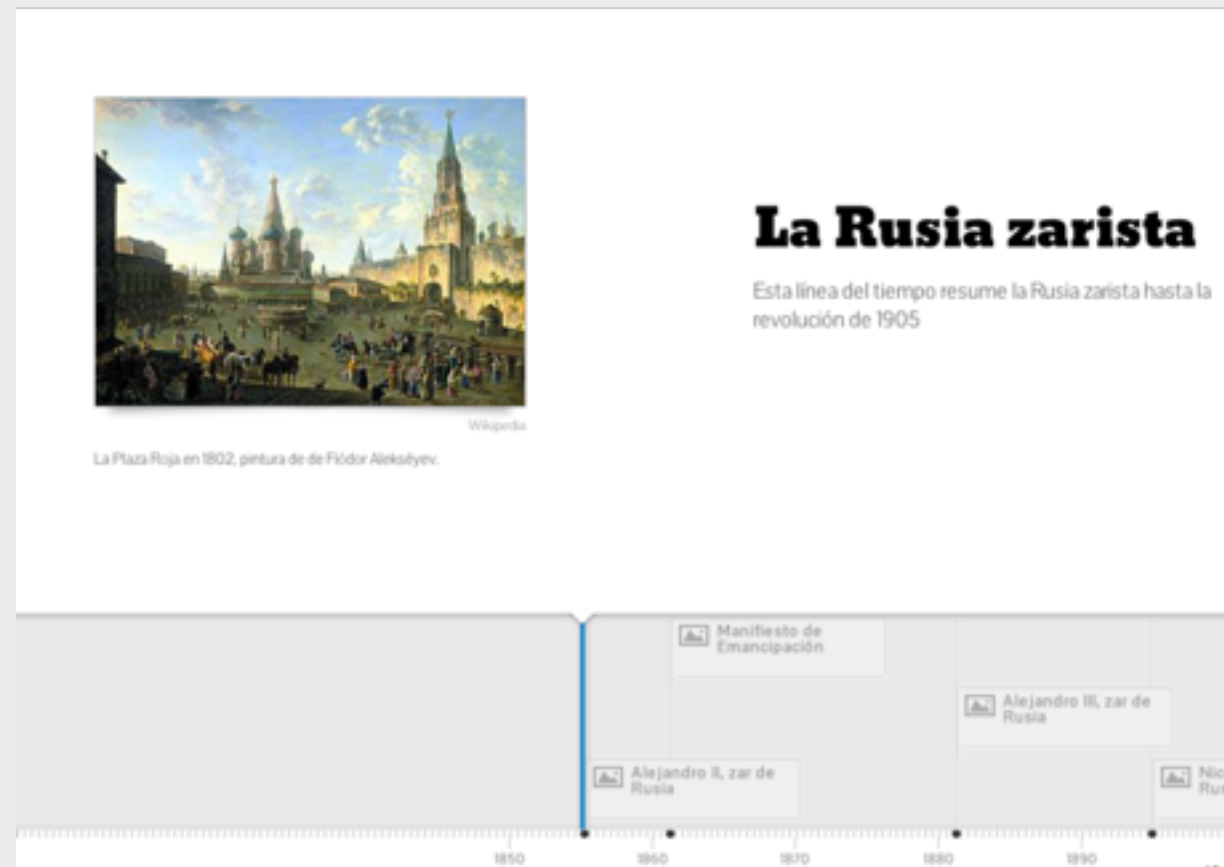 La Rusia zarista
Esta línea del tiempo resume la Rusia zarista hasta la
revolución de 1905
Wikipedia
La Plaza Roja en 1802, pintura de de Fiódor Alekséyev.
Manifiesto de
Emancipación
Alejandro III, zar de
Rusia
Alejandro II, zar de
Rusia
1850
1860
1870
1880
1890